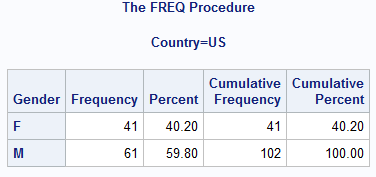 The FREQ Procedure
Country=US
Gender Frequency Percent Cumulative Frequency Cumulative Percent
F 41 40.20 41 40.20
M 61 59.80 102 100.00